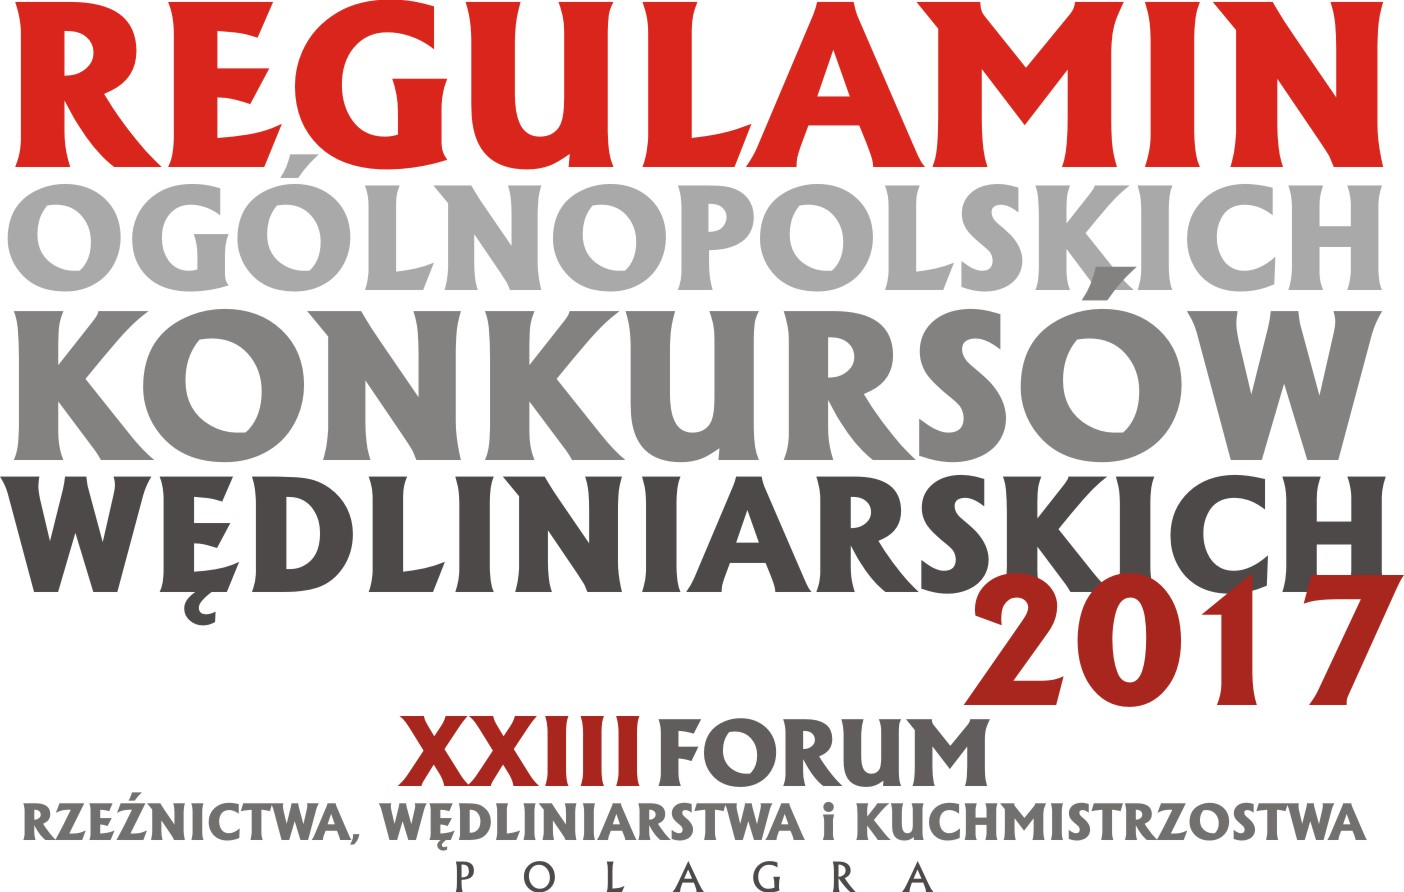 REGULAMIN
OGÓLNOPOLSKICH
KONKURSÓW
WĘDLINIARSKICH
2017
XXIII FORUM
RZEŹNICTWA, WĘDLINIARSTWA i KUCHMISTRZOSTWA
POLAGRA